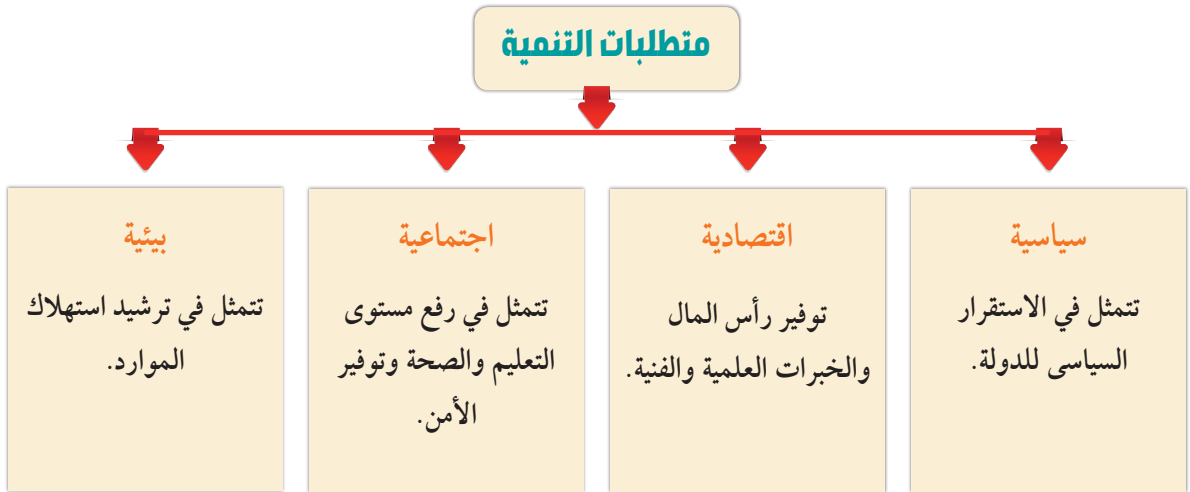 متطلبات التنمية
سياسية
تتمثل في الاستقرار
السياسى للدولة.
اقتصادية
توفير رأس المال
والخبرات العلمية والفنية.
اجتماعية
تتمثل في رفع مستوى
التعليم والصحة وتوفير
الأمن.
بيئية
تتمثل في ترشيد استهلاك
الموارد.